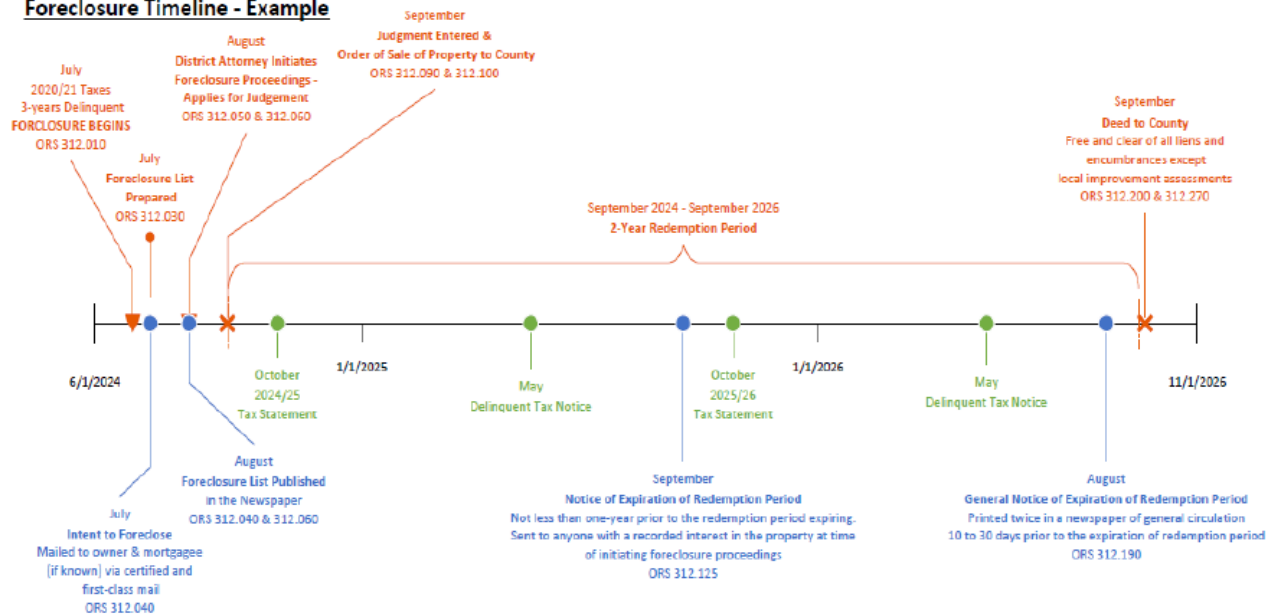 Foreclosure Timeline - Example
July
2020/21 Taxes
3-years Delinquent
FORCLOSURE BEGINS
ORS 312.010
July
Foreclosure List
Prepared
ORS 312.030
August
District Attorney Initiates
Foreclosure Proceedings -
Applies for Judgement
ORS 312.050 & 312.060
September
Judgment Entered &
Order of Sale of Property to County
ORS 312.090 & 312.100
September 2024 - September 2026
2-Year Redemption Period
September
Deed to County
Free and clear of all liens and
encumbrances except
local improvement assessments
ORS 312.200 & 312.270
6/1/2024
October
2024/25
Tax Statement
1/1/2025
May
Delinquent Tax Notice
October
2025/26
Tax Statement
1/1/2026
May
Delinquent Tax Notice
11/1/2026
July
Intent to Foreclose
Mailed to owner & mortgagee
(if known) via certified and
first-class mail
ORS 312.040
August
Foreclosure List Published
in the Newspaper
ORS 312.040 & 312.060
September
Notice of Expiration of Redemption Period
Not less than one-year prior to the redemption period expiring.
Sent to anyone with a recorded interest in the property at time
of initiating foreclosure proceedings
ORS 312.125
August
General Notice of Expiration of Redemption Period
Printed twice in a newspaper of general circulation
10 to 30 days prior to the expiration of redemption period
ORS 312.190